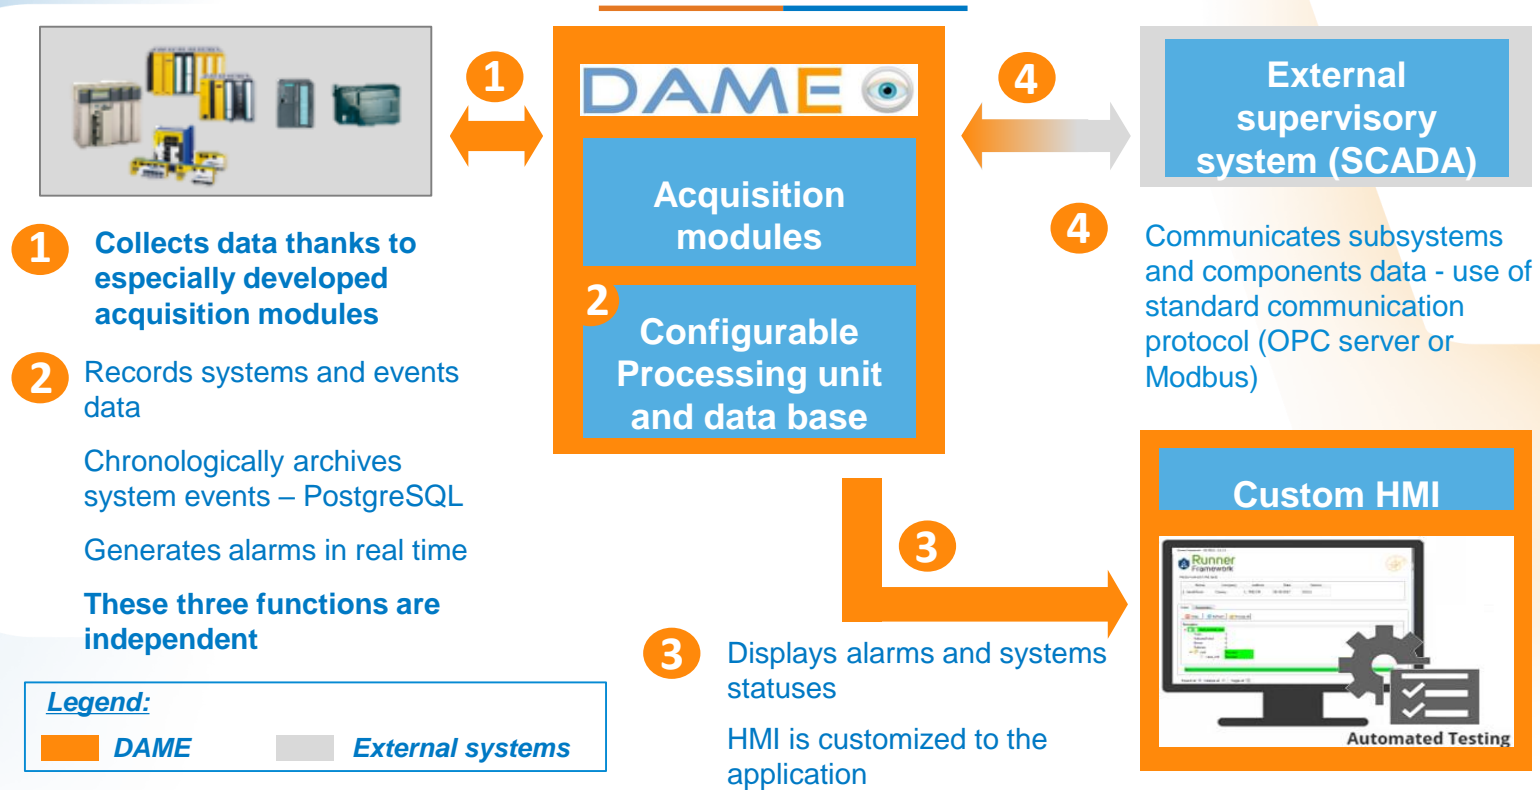 1
DAME
Acquisition
modules
2
Configurable
Processing unit
and data base
4
External
supervisory
system (SCADA)
1
Collects data thanks to
especially developed
acquisition modules
2
Records systems and events
data
Chronologically archives
system events – PostgreSQL
Generates alarms in real time
These three functions are
independent
4
Communicates subsystems
and components data - use of
standard communication
protocol (OPC server or
Modbus)
3
Custom HMI
Runner
Framework
Automated Testing
3
Displays alarms and systems
statuses
HMI is customized to the
application
Legend:
DAME
External systems